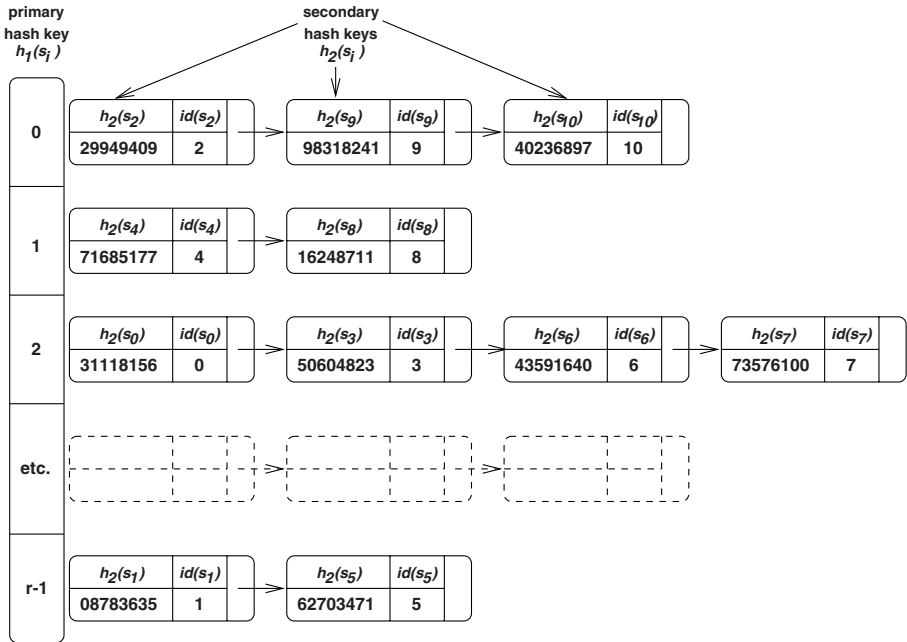 primary
hash key
h1(si )
secondary
hash keys
h2(si )
0
h2(s2) id(s2) h2(s9) id(s9) h2(s10) id(s10)
29949409 2 98318241 9 40236897 10
1
h2(s4) id(s4) h2(s8) id(s8)
71685177 4 16248711 8
2
h2(s0) id(s0) h2(s3) id(s3) h2(s6) id(s6) h2(s7) id(s7)
31118156 0 50604823 3 43591640 6 73576100 7
etc.
r-1
h2(s1) id(s1) h2(s5) id(s5)
08783635 1 62703471 5